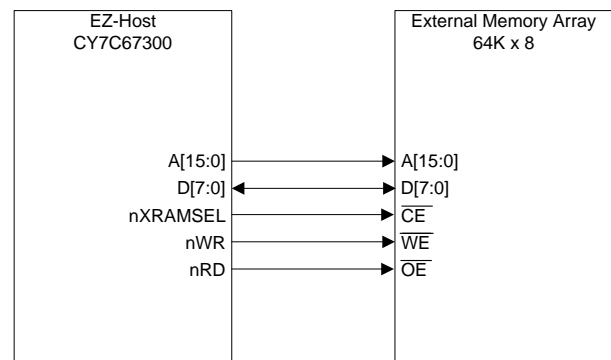 EZ-Host
CY7C67300
External Memory Array
64K x 8
A[15:0]
A[15:0]
D[7:0]
D[7:0]
nXRAMSEL
CE
nWR
WE
nRD
OE